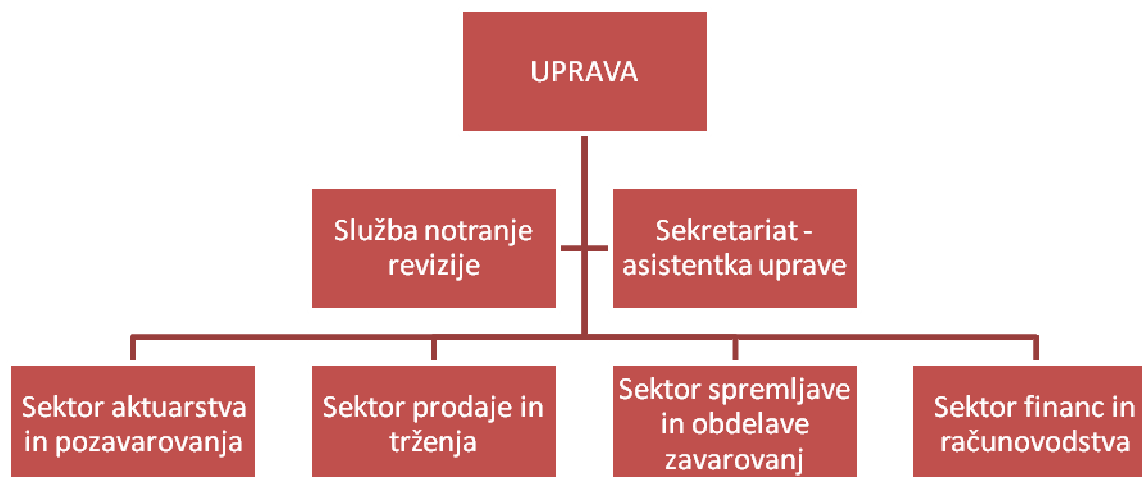 UPRAVA
Služba notranje
revizije
Sekretariat -
asistentka uprave
Sektor aktuarstva
in pozavarovanja
Sektor prodaje in
trženja
Sektor spremljave
in obdelave
zavarovanj
Sektor financ in
računovodstva